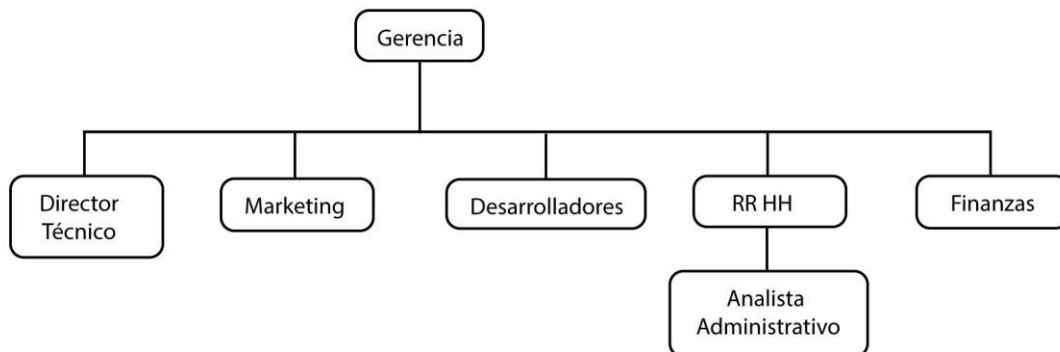 Gerencia
Director
Técnico
Marketing
Desarrolladores
RR HH
Finanzas
Analista
Administrativo